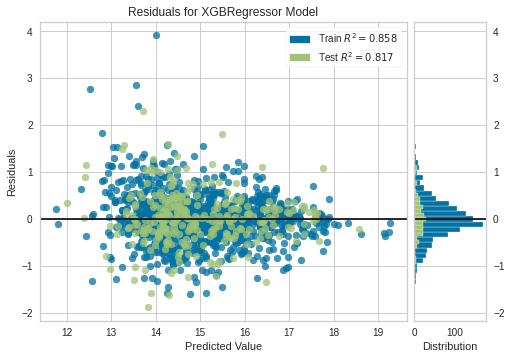 Residuals for XGBRegressor Model
Train R² = 0.858
Test R² = 0.817
4
3
2
1
0
−1
−2
Residuals
12 13 14 15 16 17 18 19
Predicted Value
4
3
2
1
0
−1
−2
0 100
Distribution